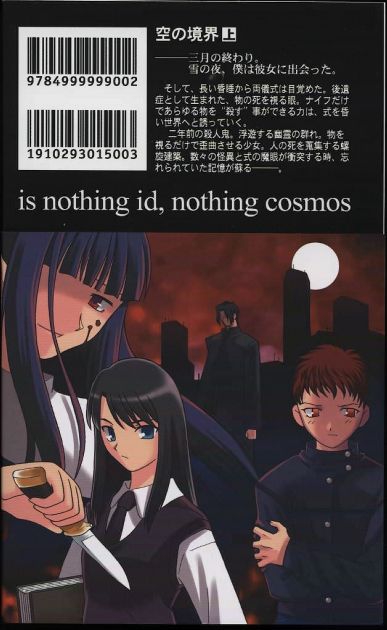 9784999999002
1910293015003
空の境界 上
――三月の終わり。
雪の夜、僕は彼女に出会った。
そして、長い昏睡から両儀式は目覚めた。後遺
症として生まれた、物の死を視る眼。ナイフだけ
であらゆる物を“殺す”事ができる力は、式を昏
い世界へと誘っていく。
二年前の殺人鬼。浮遊する幽霊の群れ。物を
視るだけで歪曲させる少女。人の死を蒐集する螺
旋建築。数々の怪異と式の魔眼が衝突する時、忘
れられていた記憶が蘇る――。
is nothing id, nothing cosmos